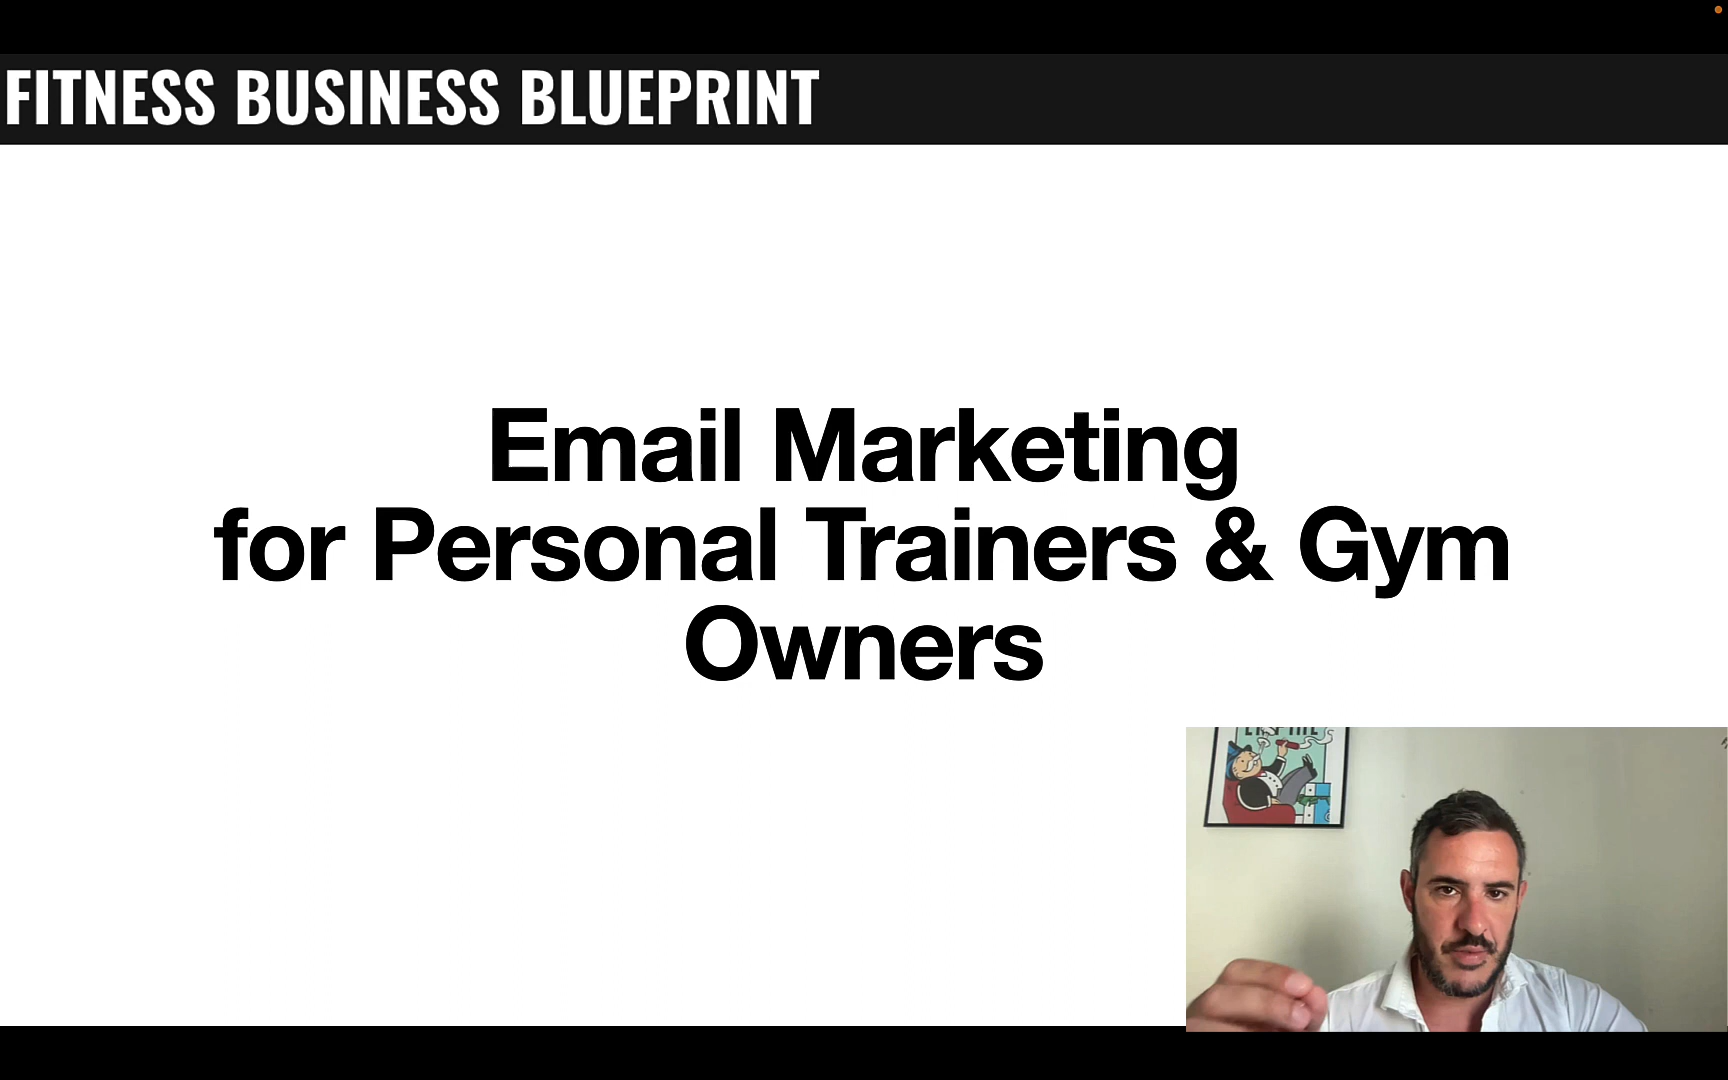 FITNESS BUSINESS BLUEPRINT
Email Marketing
for Personal Trainers & Gym
Owners